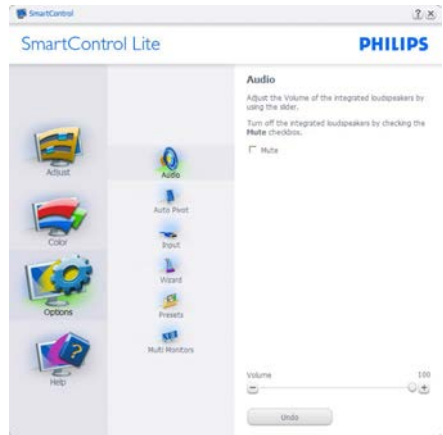 SmartControl
SmartControl Lite
PHILIPS
Adjust
Color
Options
Help
Audio
Auto Pivot
Input
Wizard
Presets
Multi Monitors
Audio
Adjust the Volume of the integrated loudspeakers by
using the slider.
Turn off the integrated loudspeakers by checking the
Mute checkbox.
Mute
Volume 100
Undo